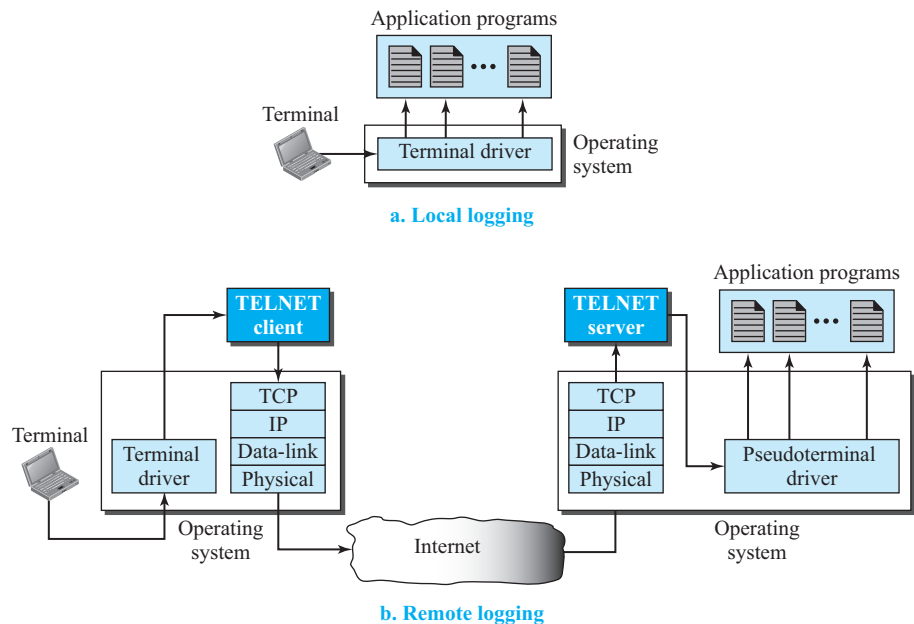 Application programs
Terminal
Terminal driver
Operating
system
a. Local logging
Application programs
TELNET
client
TELNET
server
TCP
IP
Data-link
Physical
Terminal
Terminal
driver
Operating
system
Internet
TCP
IP
Data-link
Physical
Pseudoterminal
driver
Operating
system
b. Remote logging